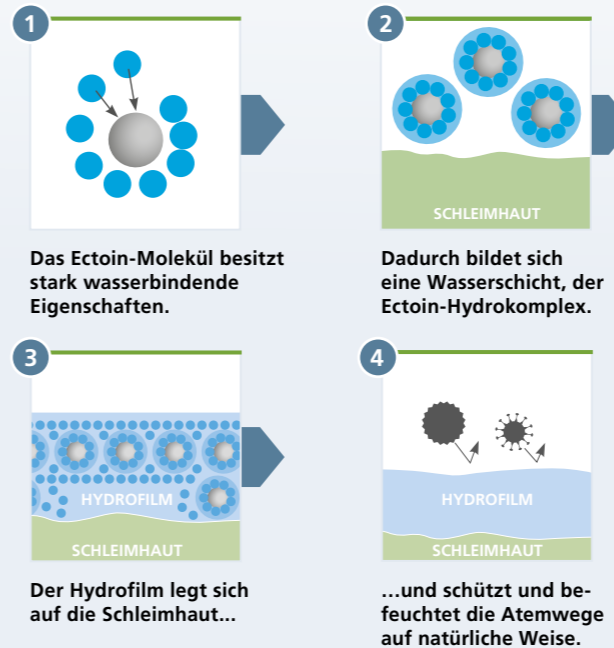 1
Das Ectoin-Molekül besitzt
stark wasserbindende
Eigenschaften.
2
SCHLEIMHAUT
Dadurch bildet sich
eine Wasserschicht, der
Ectoin-Hydrokomplex.
3
HYDROFILM
SCHLEIMHAUT
Der Hydrofilm legt sich
auf die Schleimhaut...
4
HYDROFILM
SCHLEIMHAUT
...und schützt und be-
feuchtet die Atemwege
auf natürliche Weise.